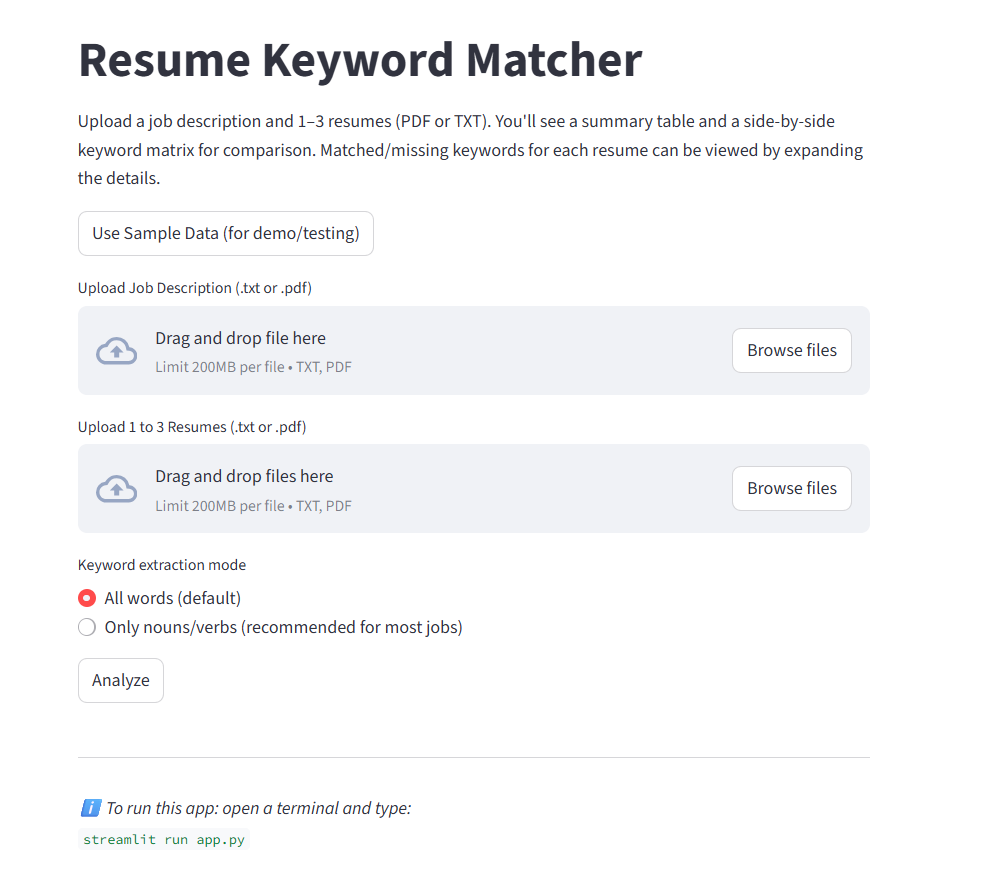 Resume Keyword Matcher
Upload a job description and 1–3 resumes (PDF or TXT). You'll see a summary table and a side-by-side
keyword matrix for comparison. Matched/missing keywords for each resume can be viewed by expanding
the details.
Use Sample Data (for demo/testing)
Upload Job Description (.txt or .pdf)
Drag and drop file here
Limit 200MB per file • TXT, PDF
Browse files
Upload 1 to 3 Resumes (.txt or .pdf)
Drag and drop files here
Limit 200MB per file • TXT, PDF
Browse files
Keyword extraction mode
All words (default)
Only nouns/verbs (recommended for most jobs)
Analyze
ℹ️ To run this app: open a terminal and type:
streamlit run app.py